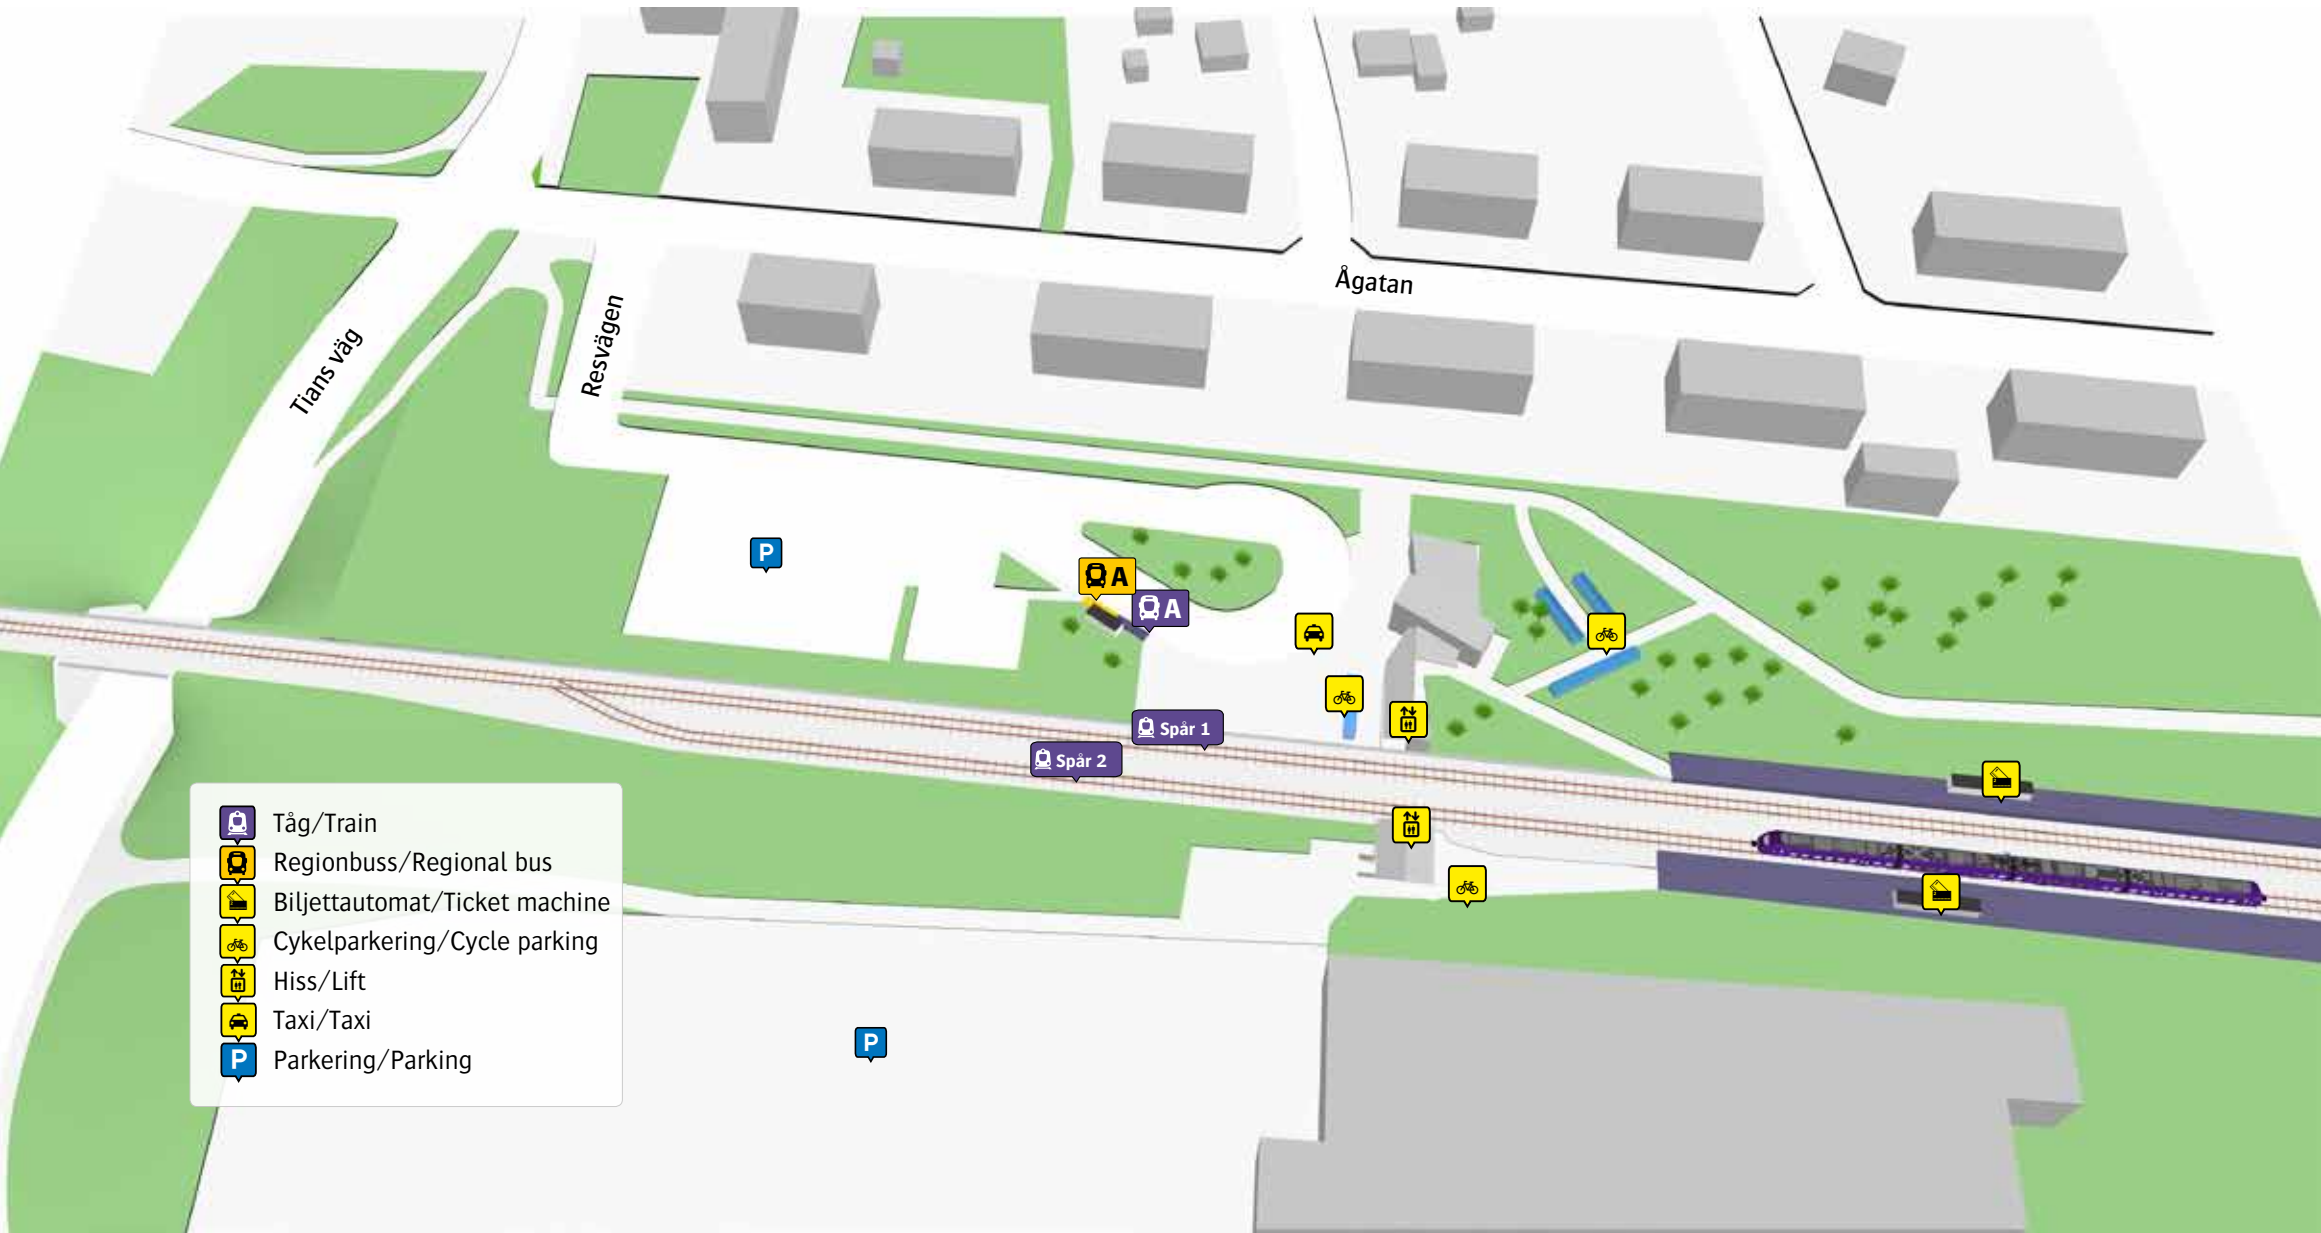 Ågatan
Tians väg
Resvägen
P
A
A
Spår 1
Spår 2
Tåg/Train
Regionbuss/Regional bus
Biljettautomat/Ticket machine
Cykelparkering/Cycle parking
Hiss/Lift
Taxi/Taxi
P Parkering/Parking
P